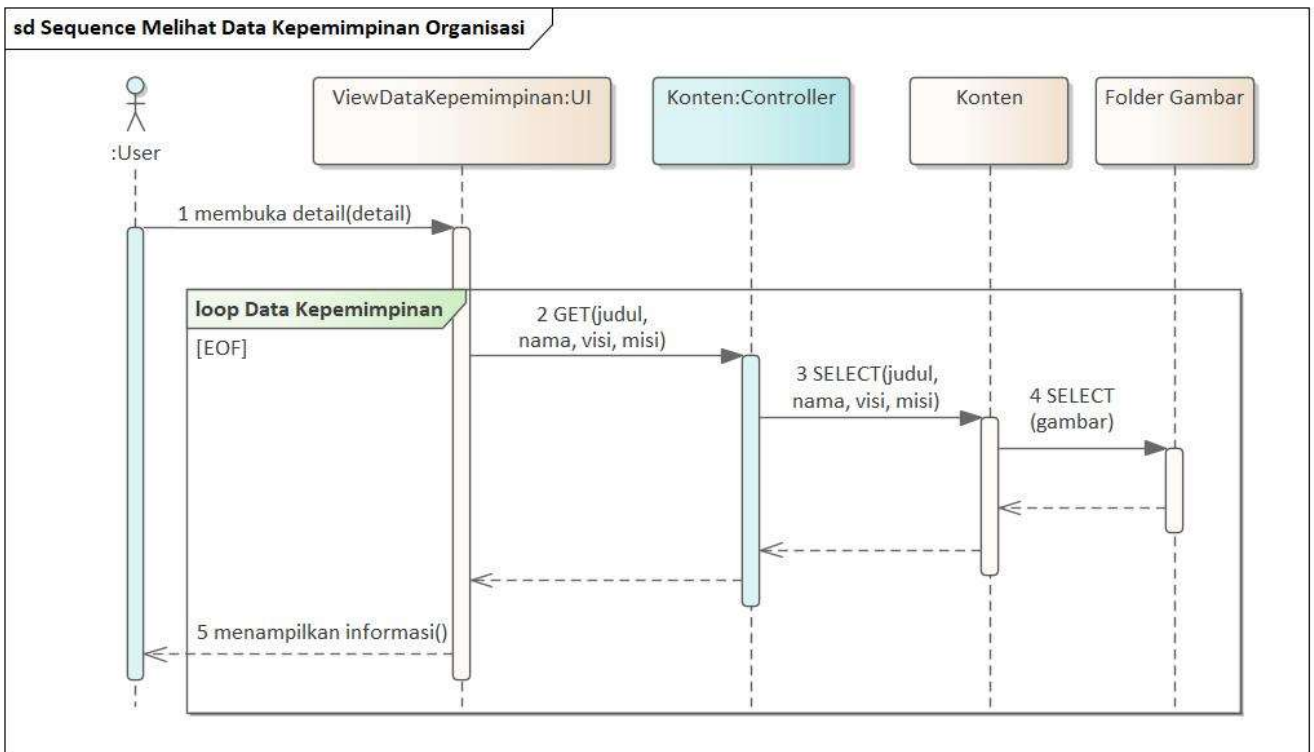 sd Sequence Melihat Data Kepemimpinan Organisasi
:User
ViewDataKepemimpinan:UI
Konten:Controller
Konten
Folder Gambar
1 membuka detail(detail)
loop Data Kepemimpinan
[EOF]
2 GET(judul,
nama, visi, misi)
3 SELECT(judul,
nama, visi, misi)
4 SELECT
(gambar)
5 menampilkan informasi()